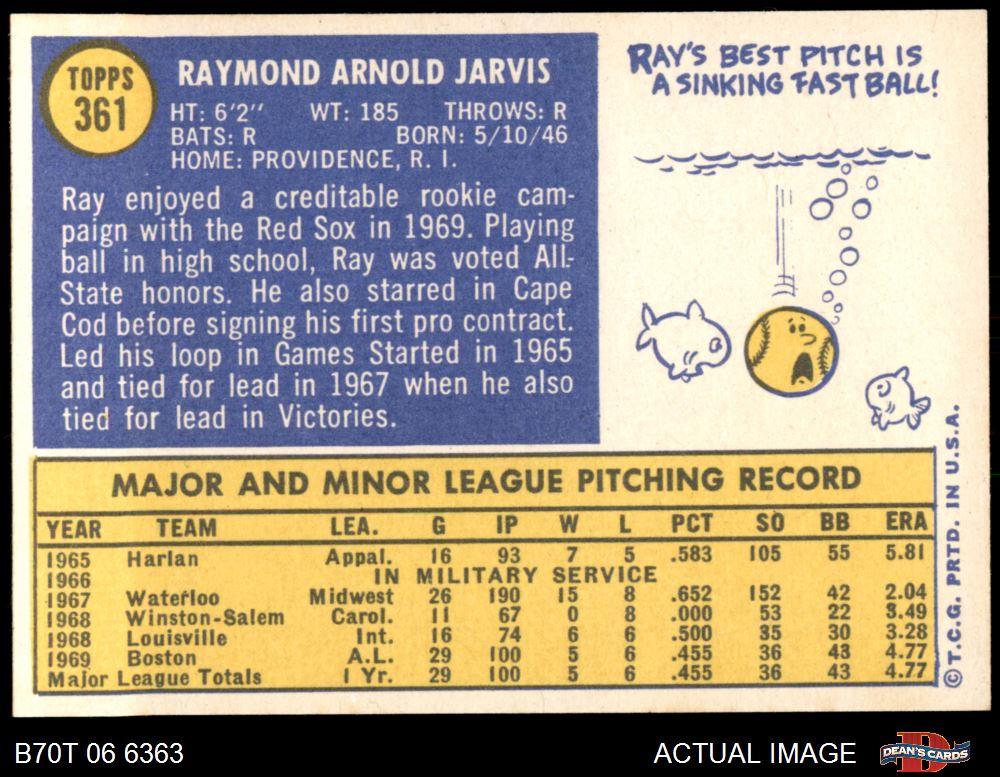 TOPPS
361
RAYMOND ARNOLD JARVIS
HT: 6'2" WT: 185 THROWS: R
BATS: R BORN: 5/10/46
HOME: PROVIDENCE, R. I.
Ray enjoyed a creditable rookie cam-
paign with the Red Sox in 1969. Playing
ball in high school, Ray was voted All-
State honors. He also starred in Cape
Cod before signing his first pro contract.
Led his loop in Games Started in 1965
and tied for lead in 1967 when he also
tied for lead in Victories.
RAY'S BEST PITCH IS
A SINKING FAST BALL!
MAJOR AND MINOR LEAGUE PITCHING RECORD
YEAR TEAM LEA. G IP W L PCT SO BB ERA
1965 Harlan Appal. 16 93 7 5 .583 105 55 5.81
1966 IN MILITARY SERVICE
1967 Waterloo Midwest 26 190 15 8 .652 152 42 2.04
1968 Winston-Salem Carol. 11 67 0 8 .000 53 22 3.49
1968 Louisville Int. 16 74 6 6 .500 35 30 3.28
1969 Boston A.L. 29 100 5 6 .455 36 43 4.77
Major League Totals 1 Yr. 29 100 5 6 .455 36 43 4.77
© T.C.G. PRTD. IN U.S.A.
B70T 06 6363
ACTUAL IMAGE
DEAN'S CARDS